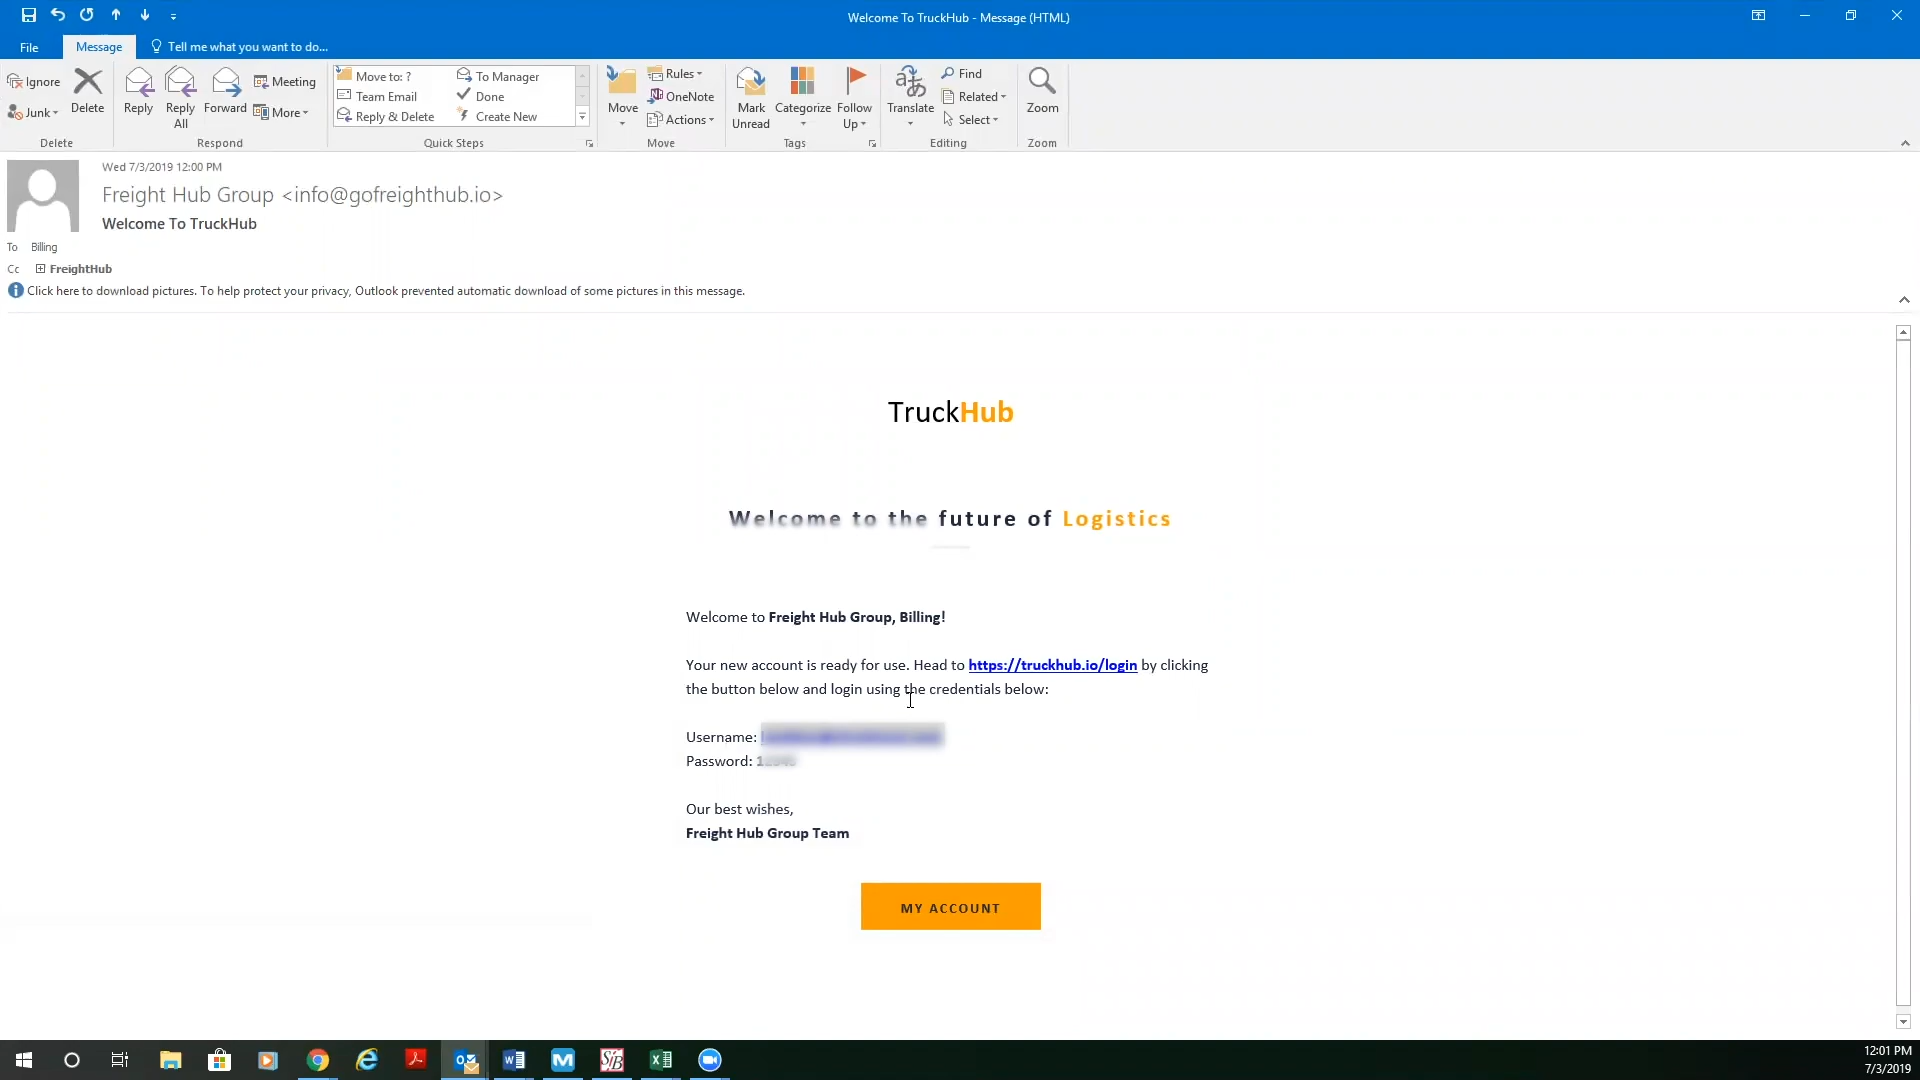 Welcome To TruckHub - Message (HTML)
File
Message
Tell me what you want to do...
Ignore
Junk
Delete
Delete
Reply
Reply All
Forward
Meeting
More
Respond
Move to: ?
Team Email
Reply & Delete
To Manager
Done
Create New
Quick Steps
Move
Rules
OneNote
Actions
Move
Mark Unread
Categorize
Follow Up
Tags
Translate
Find
Related
Select
Editing
Zoom
Zoom
Wed 7/3/2019 12:00 PM
Freight Hub Group <info@gofreighthub.io>
Welcome To TruckHub
To Billing
Cc FreightHub
Click here to download pictures. To help protect your privacy, Outlook prevented automatic download of some pictures in this message.
TruckHub
Welcome to the future of Logistics
Welcome to Freight Hub Group, Billing!
Your new account is ready for use. Head to https://truckhub.io/login by clicking
the button below and login using the credentials below:
Username:
Password:
Our best wishes,
Freight Hub Group Team
MY ACCOUNT
12:01 PM
7/3/2019